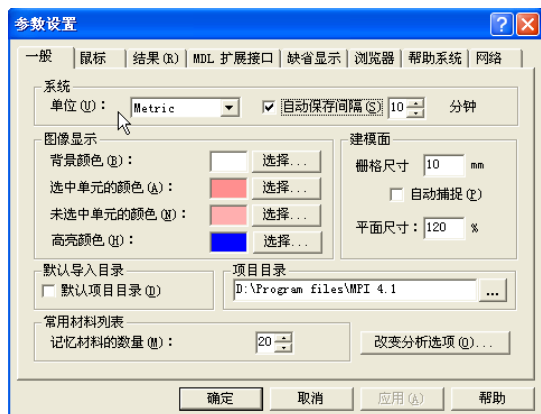 参数设置
一般 鼠标 结果(R) MDL 扩展接口 缺省显示 浏览器 帮助系统 网络
系统
单位(U): Metric 自动保存间隔(S) 10 分钟
图像显示 建模面
背景颜色(B): 选择... 栅格尺寸 10 mm
选中单元的颜色(A): 选择... 自动捕捉(P)
未选中单元的颜色(N): 选择... 平面尺寸: 120 %
高亮颜色(H): 选择...
默认导入目录 项目目录
默认项目目录(D) D:\Program files\MPI 4.1 ...
常用材料列表
记忆材料的数量(M): 20 改变分析选项(O)...
确定 取消 应用(A) 帮助